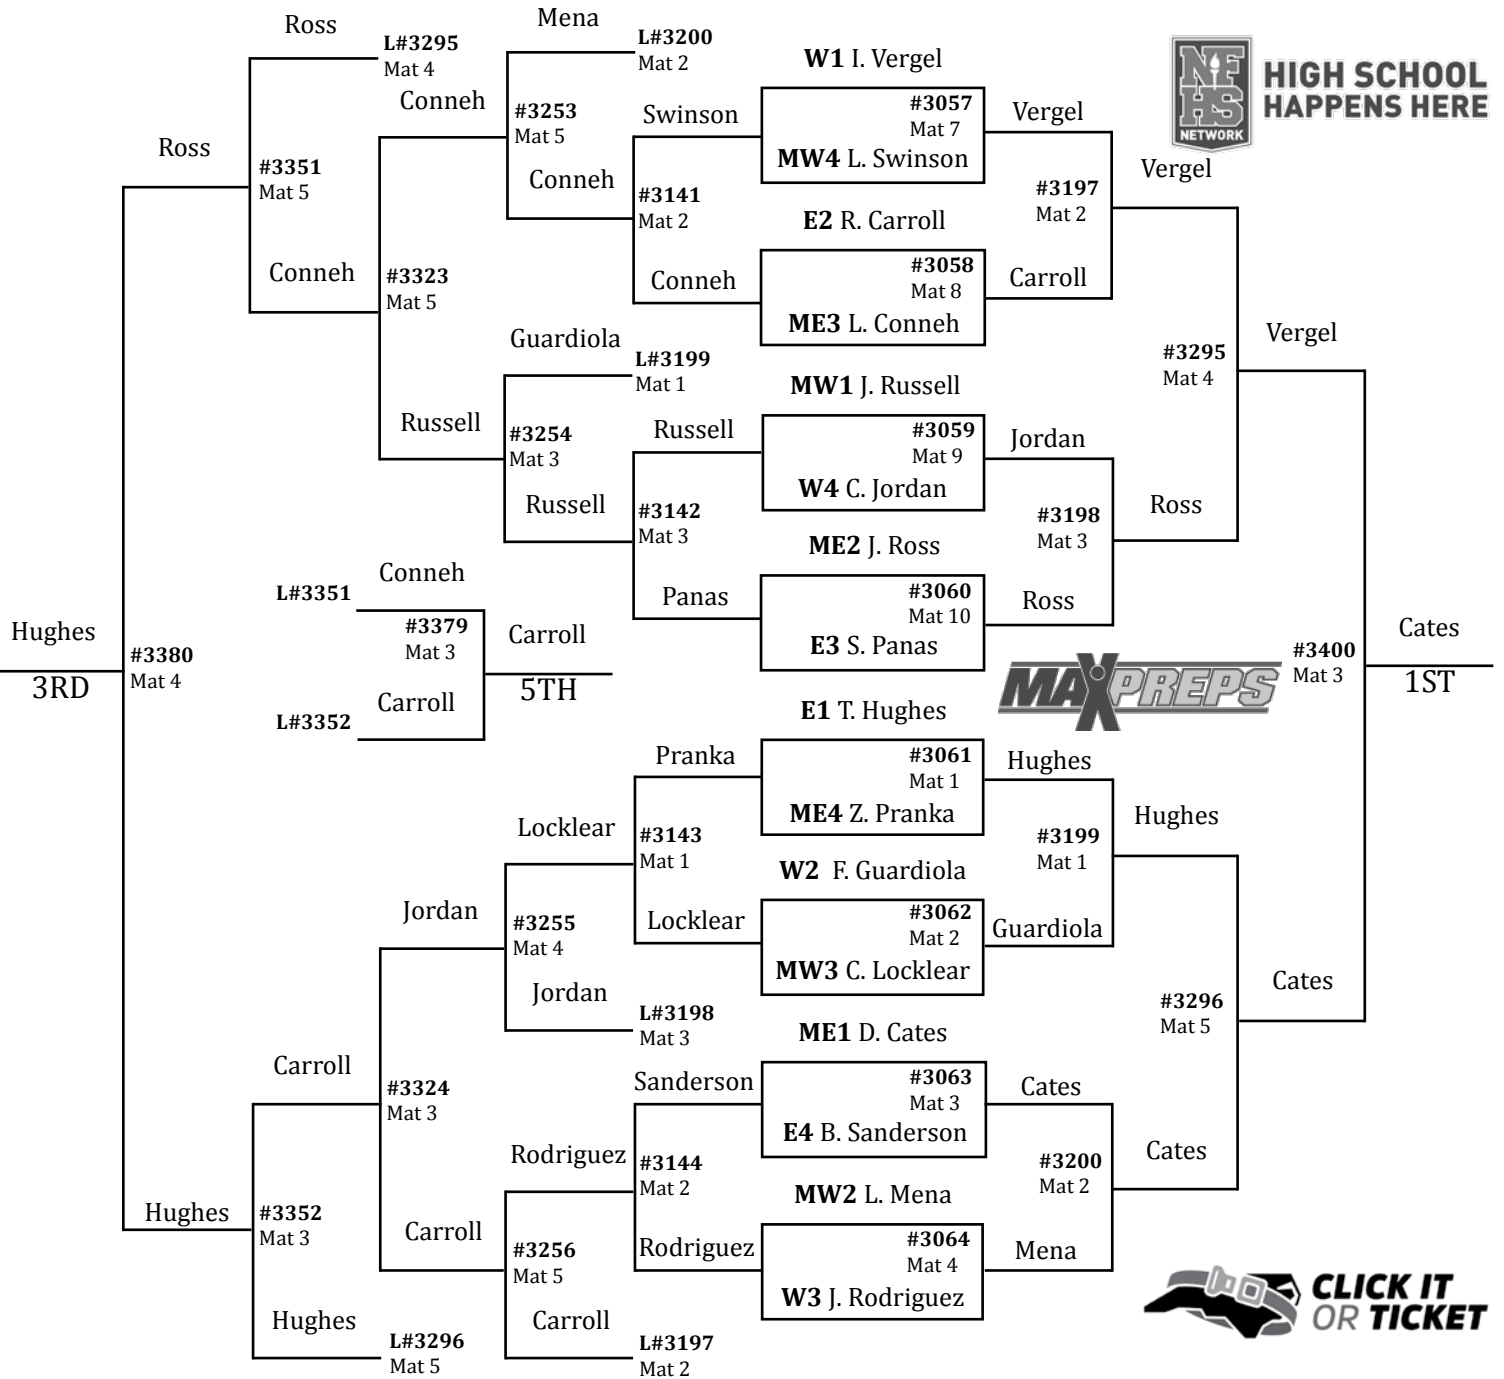 Ross
L#3295
Mat 4
Mena
L#3200
Mat 2
W1 I. Vergel
NFHS
NETWORK
HIGH SCHOOL
HAPPENS HERE
Conneh
#3253
Mat 5
Swinson
#3057
Mat 7
MW4 L. Swinson
Vergel
Ross
#3351
Mat 5
Conneh
#3141
Mat 2
#3197
Mat 2
Vergel
E2 R. Carroll
Conneh
#3323
Mat 5
Conneh
#3058
Mat 8
ME3 L. Conneh
Carroll
Guardiola
L#3199
Mat 1
#3295
Mat 4
Vergel
MW1 J. Russell
Russell
#3254
Mat 3
Russell
#3059
Mat 9
W4 C. Jordan
Jordan
Russell
#3142
Mat 3
#3198
Mat 3
Ross
ME2 J. Ross
Conneh
L#3351
Panas
#3060
Mat 10
E3 S. Panas
Ross
Hughes
3RD
#3380
Mat 4
#3379
Mat 3
Carroll
5TH
Carroll
L#3352
MAXPREPS
#3400
Mat 3
Cates
1ST
E1 T. Hughes
Pranka
#3061
Mat 1
ME4 Z. Pranka
Hughes
Locklear
#3143
Mat 1
#3199
Mat 1
Hughes
W2 F. Guardiola
Jordan
#3255
Mat 4
Locklear
#3062
Mat 2
MW3 C. Locklear
Guardiola
Jordan
L#3198
Mat 3
#3296
Mat 5
Cates
ME1 D. Cates
Carroll
#3324
Mat 3
Sanderson
#3063
Mat 3
E4 B. Sanderson
Cates
Rodriguez
#3144
Mat 2
#3200
Mat 2
Cates
MW2 L. Mena
Hughes
#3352
Mat 3
Carroll
#3256
Mat 5
Rodriguez
#3064
Mat 4
W3 J. Rodriguez
Mena
Hughes
L#3296
Mat 5
Carroll
L#3197
Mat 2
CLICK IT
OR TICKET